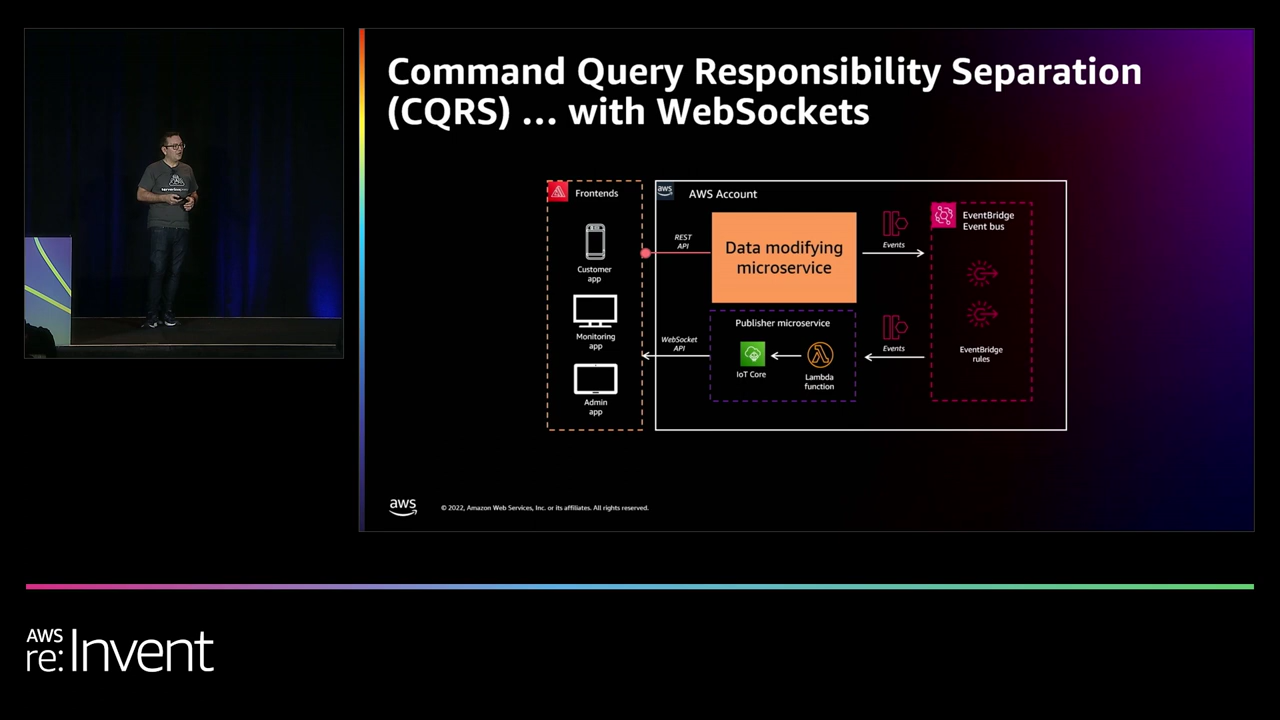 Command Query Responsibility Separation
(CQRS) ... with WebSockets
Frontends
Customer
app
Monitoring
app
Admin
app
aws
AWS Account
REST
API
Data modifying
microservice
Events
EventBridge
Event bus
EventBridge
rules
WebSocket
API
Publisher microservice
IoT Core
Lambda
function
Events
aws
© 2022, Amazon Web Services, Inc. or its affiliates. All rights reserved.
AWS
re:Invent